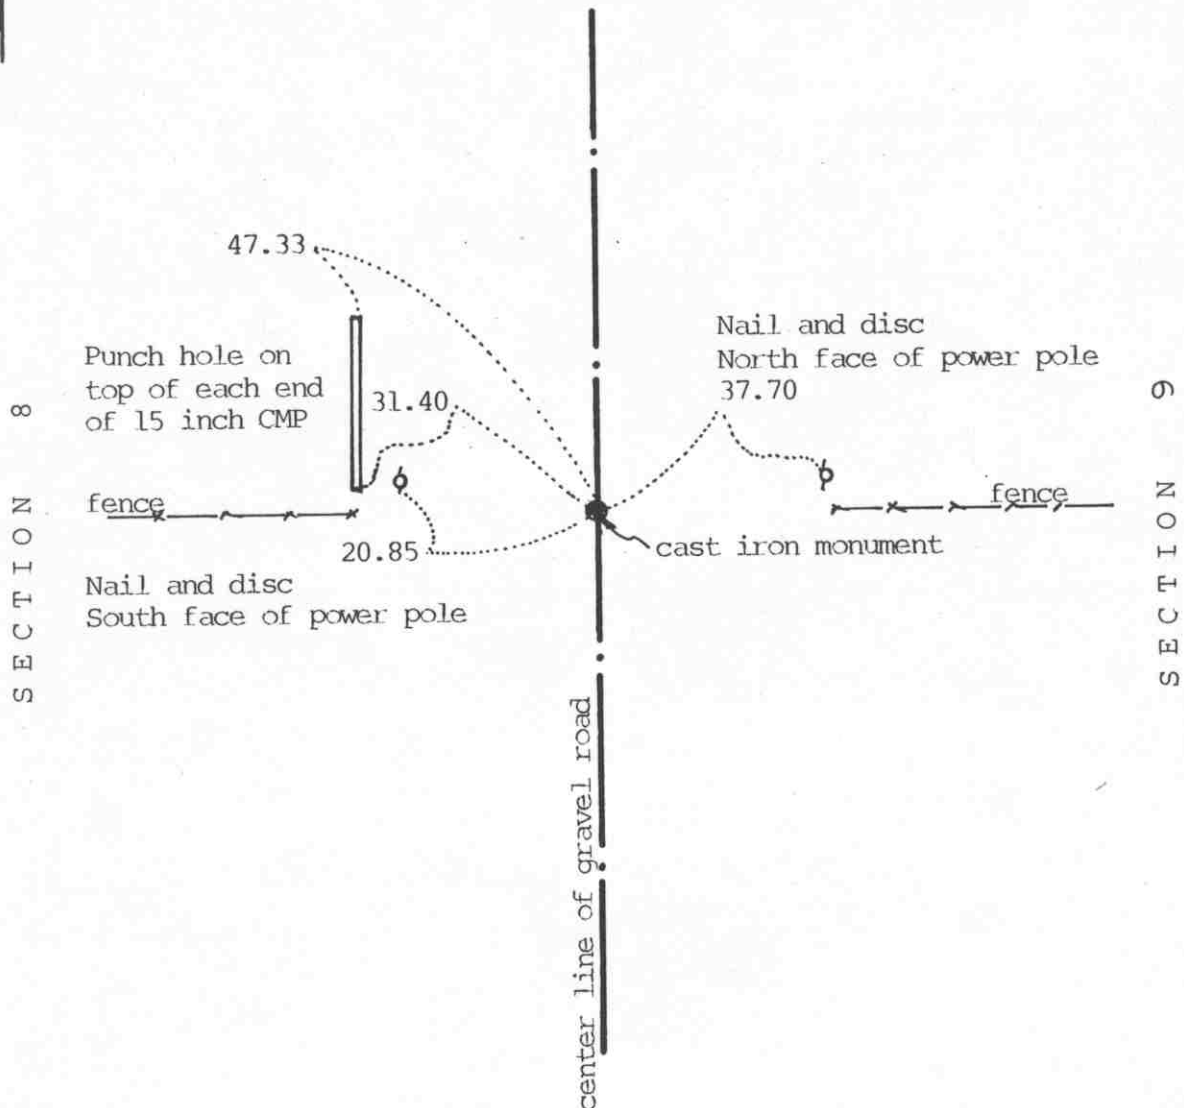 47.33
Nail and disc
North face of power pole
37.70
Punch hole on
top of each end
of 15 inch CMP
31.40
SECTION 8
SECTION 9
fence
fence
20.85
cast iron monument
Nail and disc
South face of power pole
center line of gravel road